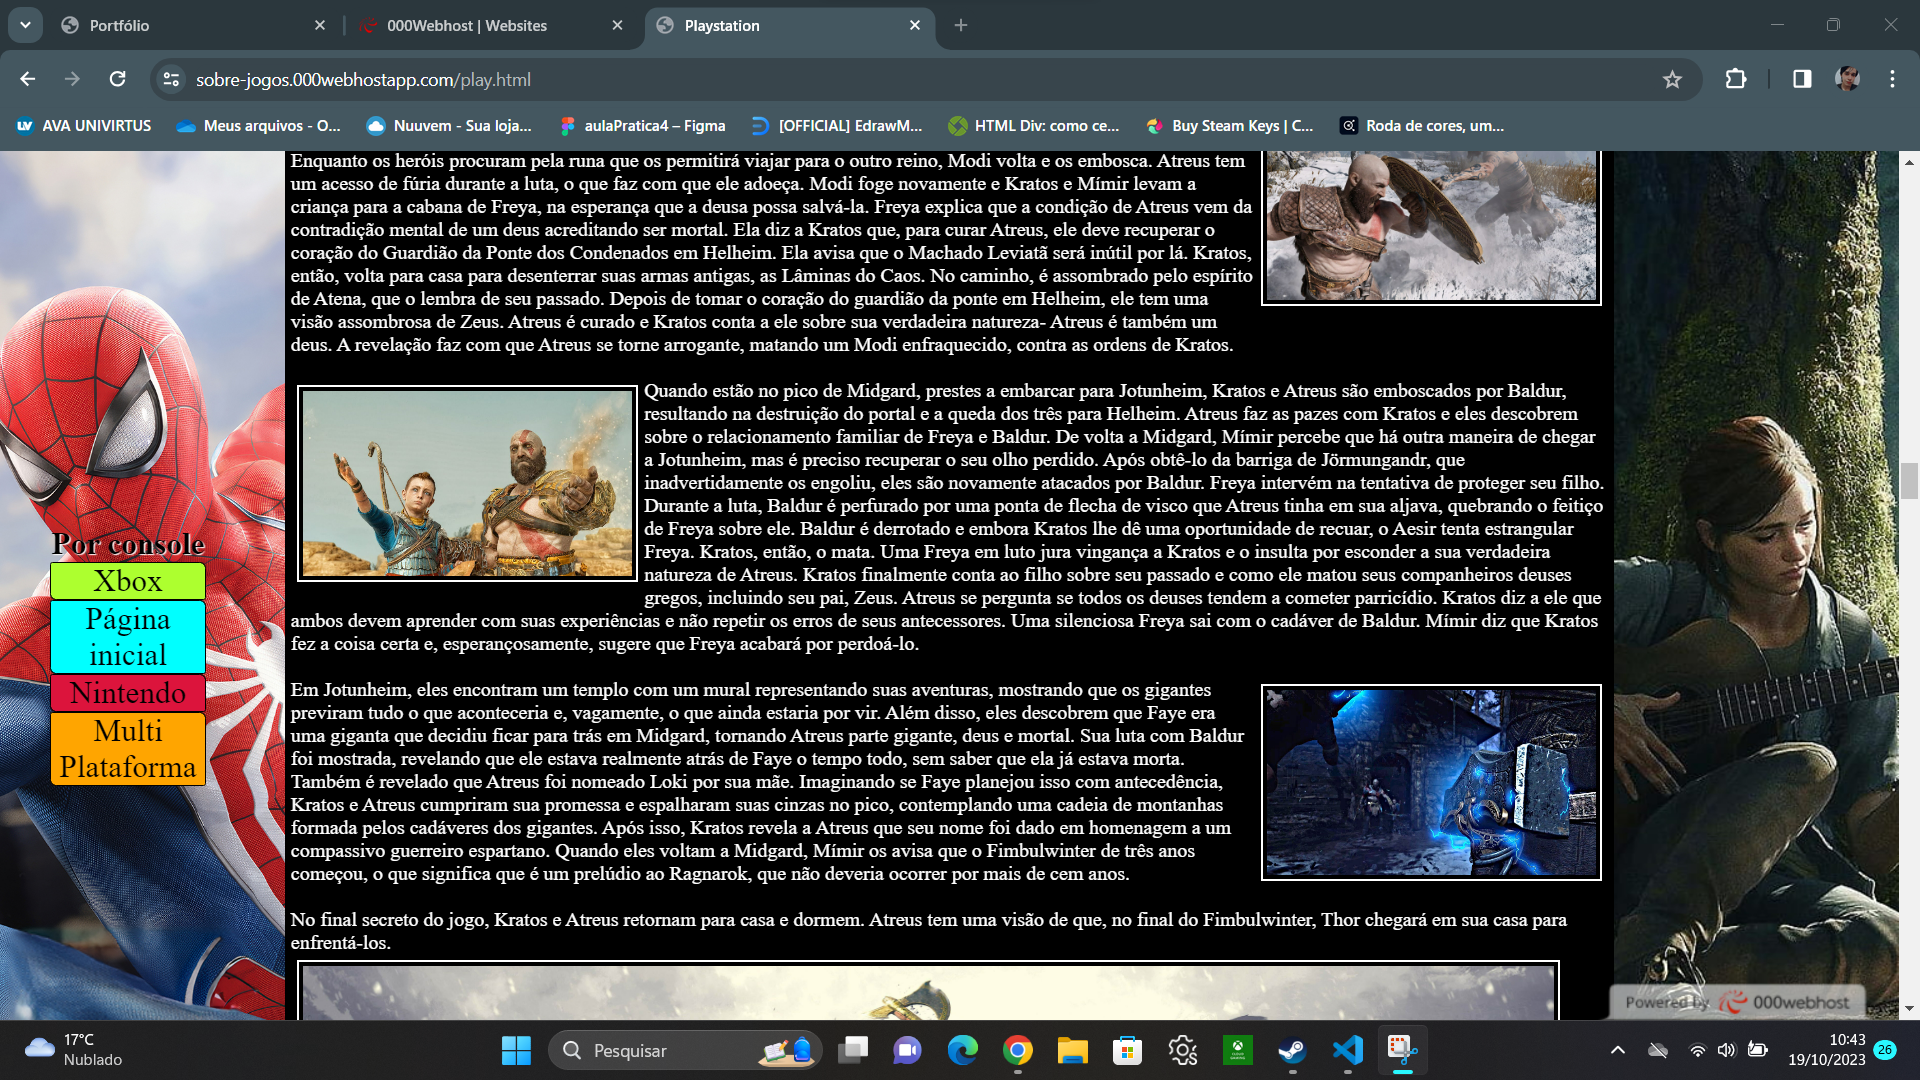 Portfólio
000Webhost | Websites
Playstation
sobre-jogos.000webhostapp.com/play.html
AVA UNIVIRTUS
Meus arquivos - O...
Nuuvem - Sua loja...
aulaPratica4 – Figma
[OFFICIAL] EdrawM...
HTML Div: como ce...
Buy Steam Keys | C...
Roda de cores, um...
Enquanto os heróis procuram pela runa que os permitirá viajar para o outro reino, Modi volta e os embosca. Atreus tem
um acesso de fúria durante a luta, o que faz com que ele adoeça. Modi foge novamente e Kratos e Mímir levam a
criança para a cabana de Freya, na esperança que a deusa possa salvá-la. Freya explica que a condição de Atreus vem da
contradição mental de um deus acreditando ser mortal. Ela diz a Kratos que, para curar Atreus, ele deve recuperar o
coração do Guardião da Ponte dos Condenados em Helheim. Ela avisa que o Machado Leviatã será inútil por lá. Kratos,
então, volta para casa para desenterrar suas armas antigas, as Lâminas do Caos. No caminho, é assombrado pelo espírito
de Atena, que o lembra de seu passado. Depois de tomar o coração do guardião da ponte em Helheim, ele tem uma
visão assombrosa de Zeus. Atreus é curado e Kratos conta a ele sobre sua verdadeira natureza- Atreus é também um
deus. A revelação faz com que Atreus se torne arrogante, matando um Modi enfraquecido, contra as ordens de Kratos.
Quando estão no pico de Midgard, prestes a embarcar para Jotunheim, Kratos e Atreus são emboscados por Baldur,
resultando na destruição do portal e a queda dos três para Helheim. Atreus faz as pazes com Kratos e eles descobrem
sobre o relacionamento familiar de Freya e Baldur. De volta a Midgard, Mímir percebe que há outra maneira de chegar
a Jotunheim, mas é preciso recuperar o seu olho perdido. Após obtê-lo da barriga de Jörmungandr, que
inadvertidamente os engoliu, eles são novamente atacados por Baldur. Freya intervém na tentativa de proteger seu filho.
Durante a luta, Baldur é perfurado por uma ponta de flecha de visco que Atreus tinha em sua aljava, quebrando o feitiço
de Freya sobre ele. Baldur é derrotado e embora Kratos lhe dê uma oportunidade de recuar, o Aesir tenta estrangular
Freya. Kratos, então, o mata. Uma Freya em luto jura vingança a Kratos e o insulta por esconder a sua verdadeira
natureza de Atreus. Kratos finalmente conta ao filho sobre seu passado e como ele matou seus companheiros deuses
gregos, incluindo seu pai, Zeus. Atreus se pergunta se todos os deuses tendem a cometer parricídio. Kratos diz a ele que
ambos devem aprender com suas experiências e não repetir os erros de seus antecessores. Uma silenciosa Freya sai com o cadáver de Baldur. Mímir diz que Kratos
fez a coisa certa e, esperançosamente, sugere que Freya acabará por perdoá-lo.
Por console
Xbox
Página
inicial
Nintendo
Multi
Plataforma
Em Jotunheim, eles encontram um templo com um mural representando suas aventuras, mostrando que os gigantes
previram tudo o que aconteceria e, vagamente, o que ainda estaria por vir. Além disso, eles descobrem que Faye era
uma giganta que decidiu ficar para trás em Midgard, tornando Atreus parte gigante, deus e mortal. Sua luta com Baldur
foi mostrada, revelando que ele estava realmente atrás de Faye o tempo todo, sem saber que ela já estava morta.
Também é revelado que Atreus foi nomeado Loki por sua mãe. Imaginando se Faye planejou isso com antecedência,
Kratos e Atreus cumpriram sua promessa e espalharam suas cinzas no pico, contemplando uma cadeia de montanhas
formada pelos cadáveres dos gigantes. Após isso, Kratos revela a Atreus que seu nome foi dado em homenagem a um
compassivo guerreiro espartano. Quando eles voltam a Midgard, Mímir os avisa que o Fimbulwinter de três anos
começou, o que significa que é um prelúdio ao Ragnarok, que não deveria ocorrer por mais de cem anos.
No final secreto do jogo, Kratos e Atreus retornam para casa e dormem. Atreus tem uma visão de que, no final do Fimbulwinter, Thor chegará em sua casa para
enfrentá-los.
Powered by 000webhost
17°C
Nublado
Pesquisar
10:43
19/10/2023
26